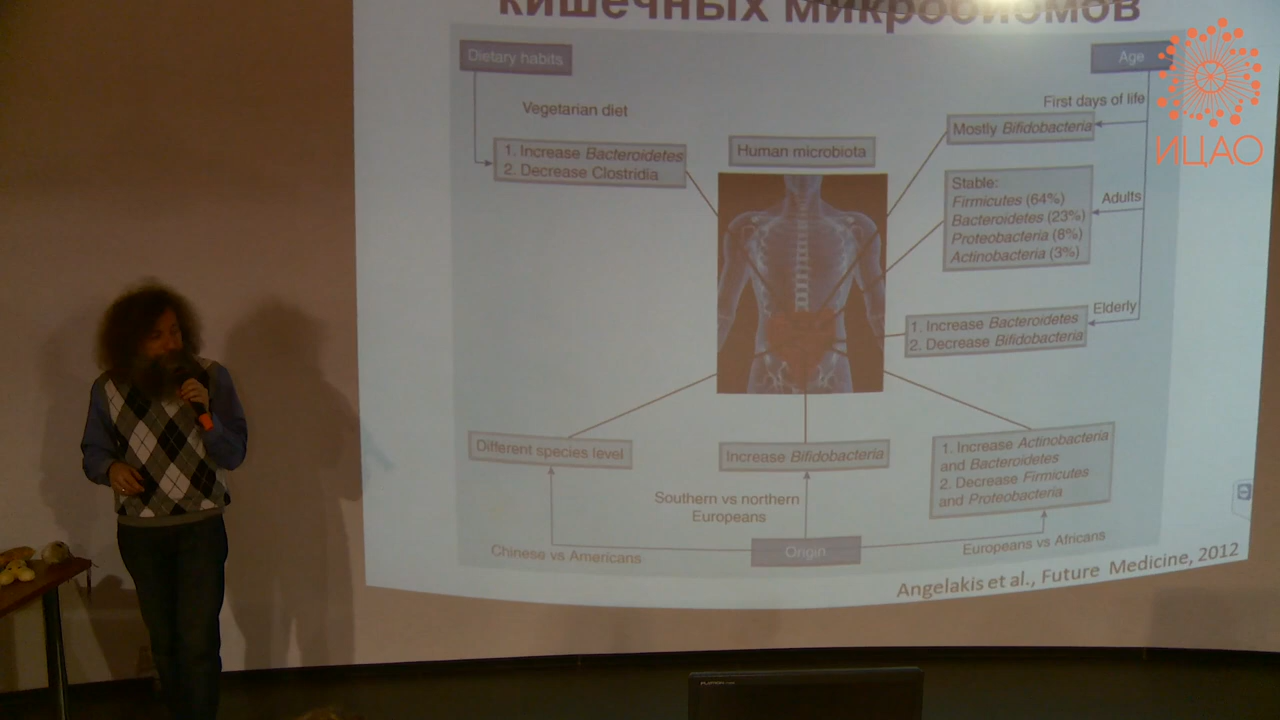 кишечных микробиомов
ИЦАО
Dietary habits
Age
Vegetarian diet
First days of life
1. Increase Bacteroidetes
2. Decrease Clostridia
Human microbiota
Mostly Bifidobacteria
Stable:
Firmicutes (64%)
Bacteroidetes (23%)
Proteobacteria (8%)
Actinobacteria (3%)
Adults
Elderly
1. Increase Bacteroidetes
2. Decrease Bifidobacteria
Different species level
Increase Bifidobacteria
1. Increase Actinobacteria
and Bacteroidetes
2. Decrease Firmicutes
and Proteobacteria
Southern vs northern
Europeans
Chinese vs Americans
Origin
Europeans vs Africans
Angelakis et al., Future Medicine, 2012